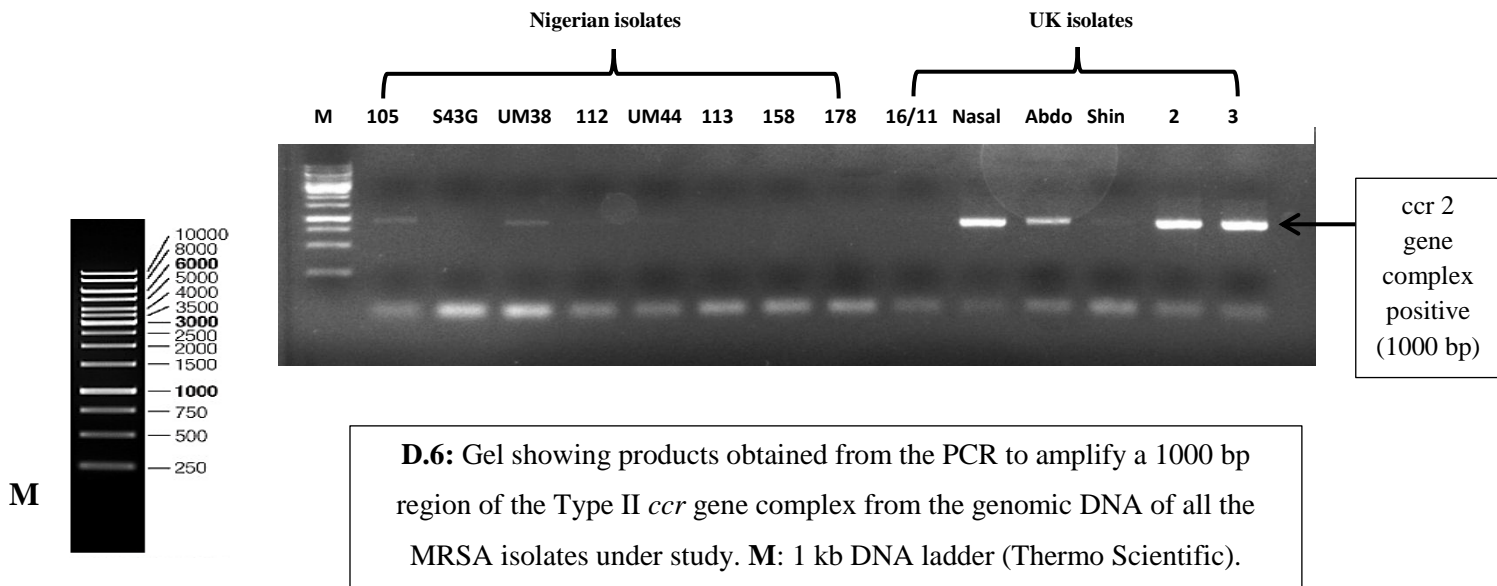 Nigerian isolates
UK isolates
M 105 S43G UM38 112 UM44 113 158 178 16/11 Nasal Abdo Shin 2 3
ccr 2
gene
complex
positive
(1000 bp)
10000
8000
6000
5000
4000
3500
3000
2500
2000
1500
1000
750
500
250
M
D.6: Gel showing products obtained from the PCR to amplify a 1000 bp
region of the Type II ccr gene complex from the genomic DNA of all the
MRSA isolates under study. M: 1 kb DNA ladder (Thermo Scientific).